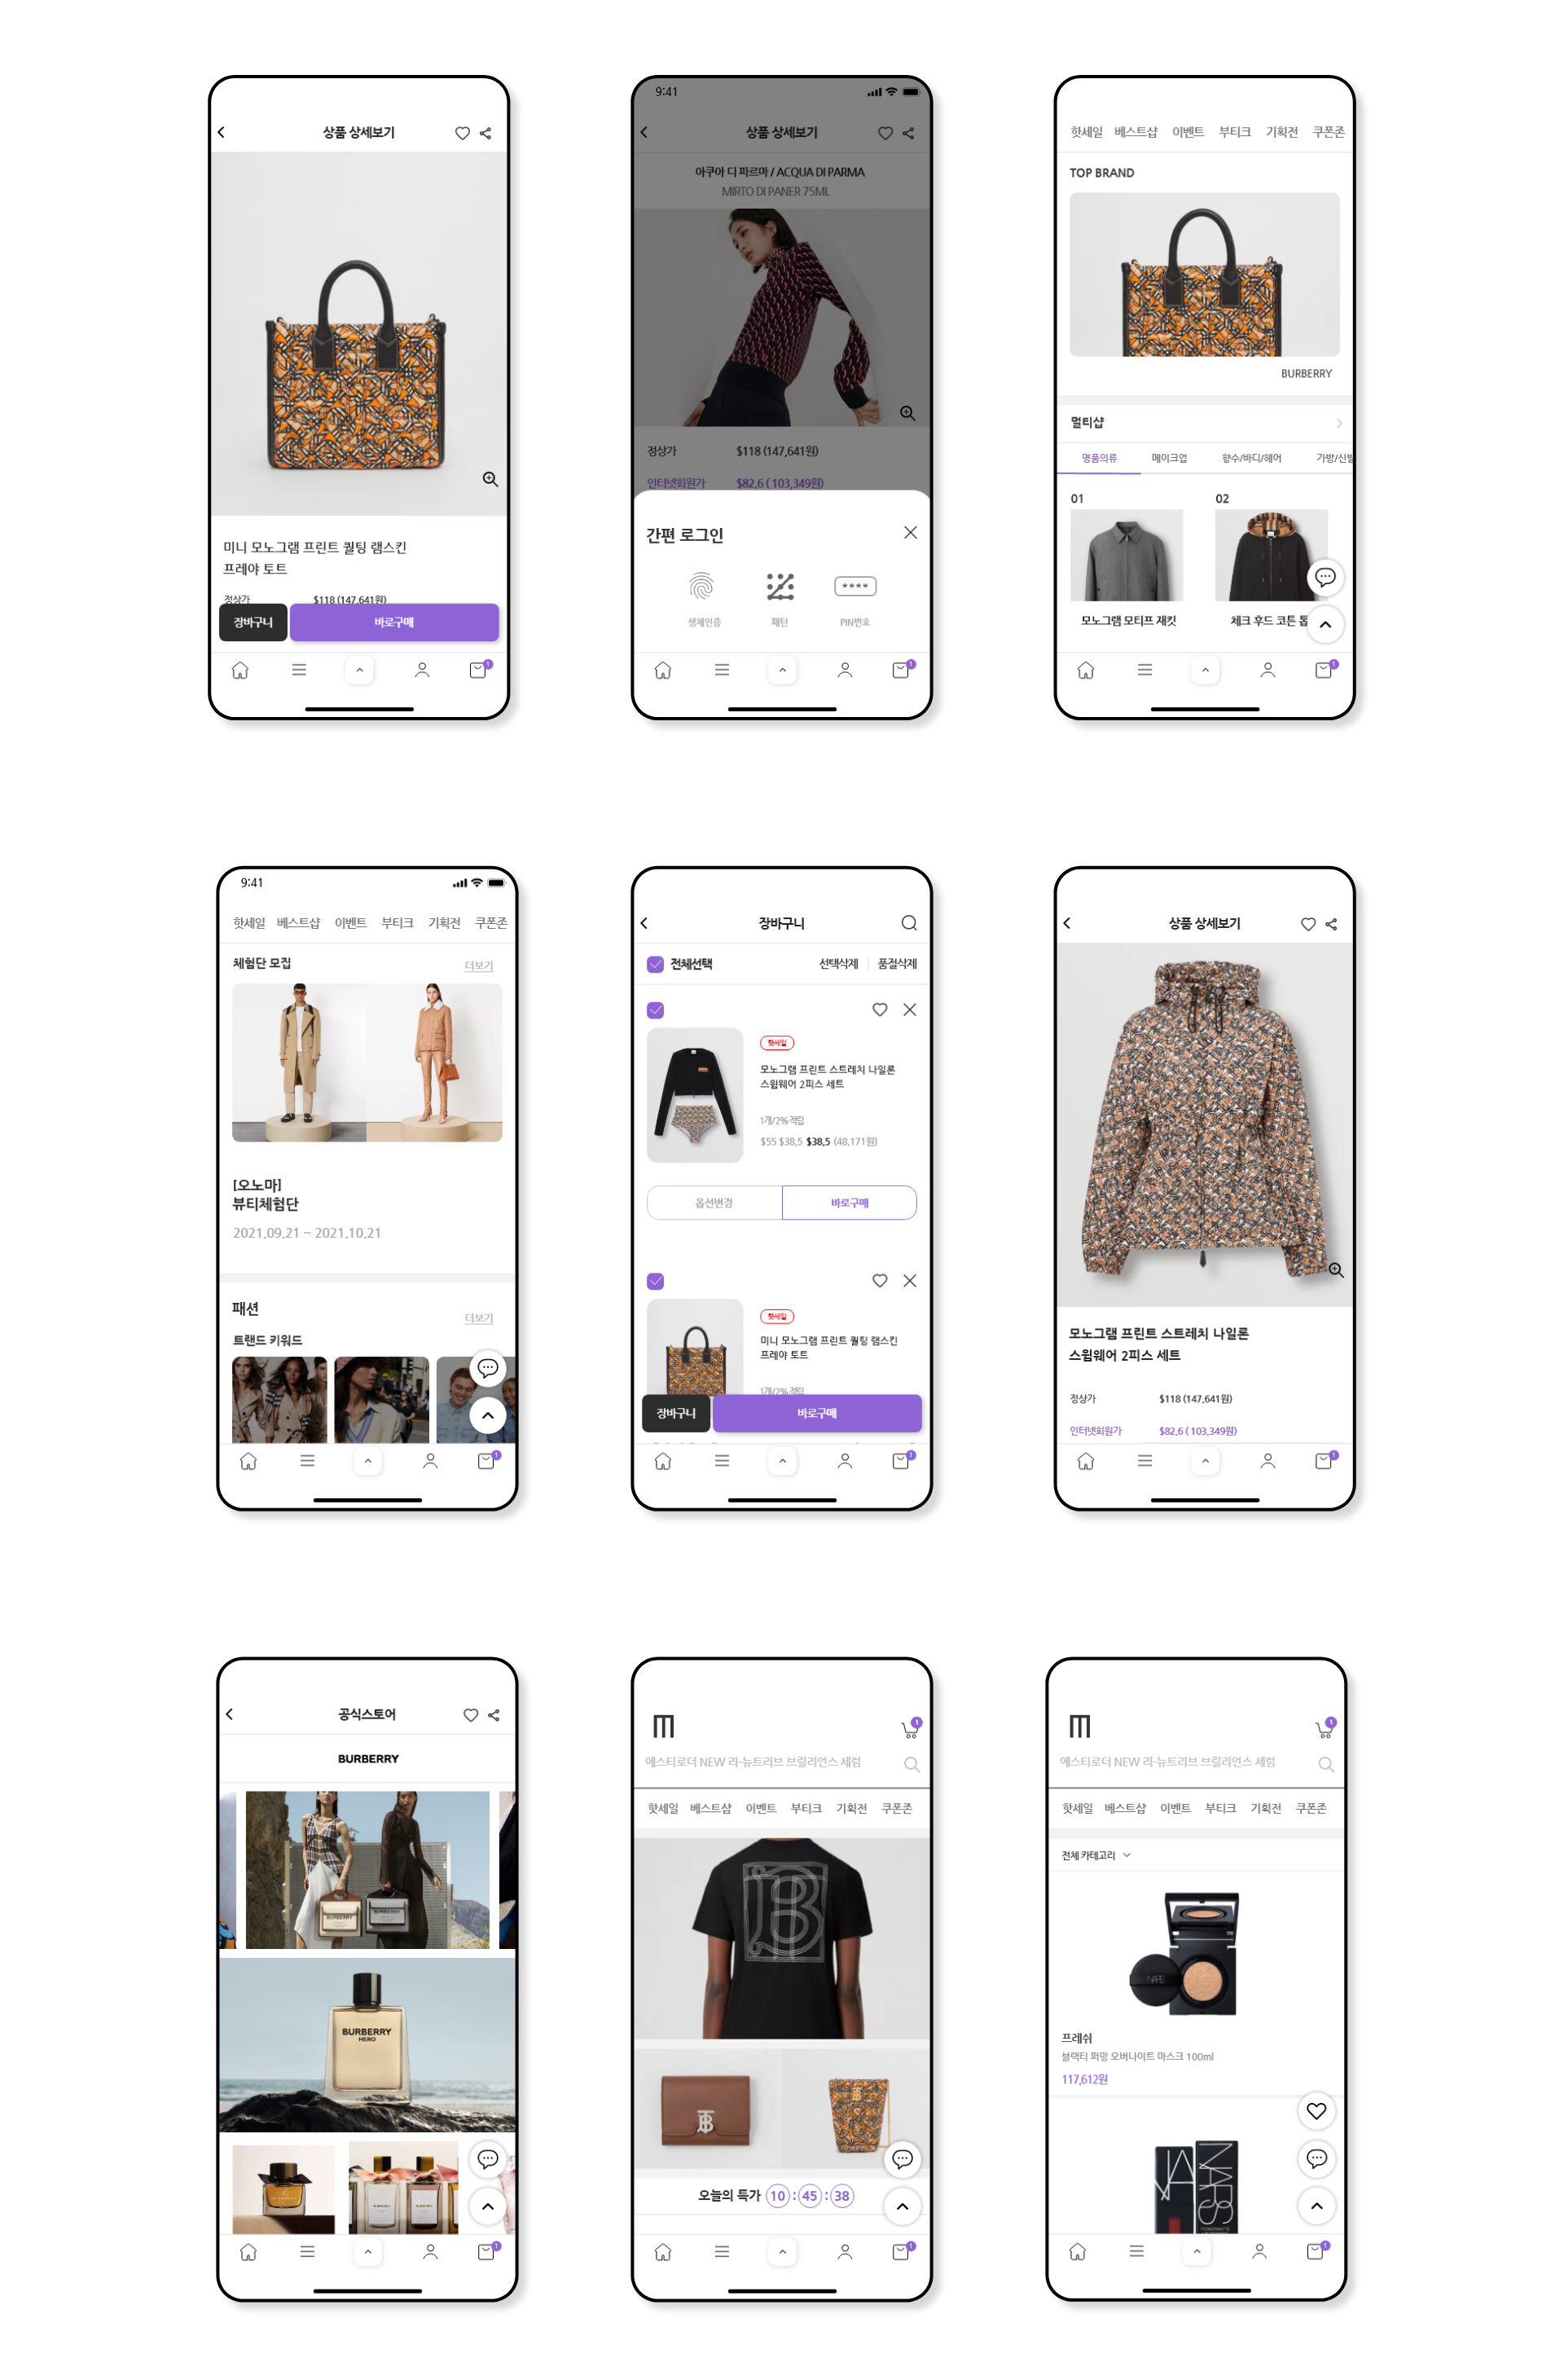 상품 상세보기
미니 모노그램 프린트 퀼팅 램스킨
프레야 토트
정상가 $118 (147,641원)
장바구니 바로구매
1
9:41
상품 상세보기
아쿠아 디 파르마 / ACQUA DI PARMA
MIRTO DI PANER 75ML
정상가 $118 (147,641원)
인터넷회원가 $82,6 ( 103,349원)
간편 로그인
****
생체인증 패턴 PIN번호
1
핫세일 베스트샵 이벤트 부티크 기획전 쿠폰존
TOP BRAND
BURBERRY
멀티샵
명품의류 메이크업 향수/바디/헤어 가방/신발
01 02
모노그램 모티프 재킷 체크 후드 코튼 톱
1
9:41
핫세일 베스트샵 이벤트 부티크 기획전 쿠폰존
체험단 모집 더보기
[오노마]
뷰티체험단
2021.09.21 ~ 2021.10.21
패션 더보기
트랜드 키워드
1
장바구니
전체선택 선택삭제 품절삭제
핫세일
모노그램 프린트 스트레치 나일론
스윔웨어 2피스 세트
1개/2% 적립
$55 $38,5 $38,5 (48,171원)
옵션변경 바로구매
핫세일
미니 모노그램 프린트 퀼팅 램스킨
프레야 토트
1개/2% 적립
장바구니 바로구매
1
상품 상세보기
모노그램 프린트 스트레치 나일론
스윔웨어 2피스 세트
정상가 $118 (147,641원)
인터넷회원가 $82,6 ( 103,349원)
1
공식스토어
BURBERRY
BURBERRY BURBERRY
BURBERRY
HERO
1
m
1
에스티로더 NEW 리-뉴트리브 브릴리언스 세럼
핫세일 베스트샵 이벤트 부티크 기획전 쿠폰존
오늘의 특가 10 : 45 : 38
1
m
1
에스티로더 NEW 리-뉴트리브 브릴리언스 세럼
핫세일 베스트샵 이벤트 부티크 기획전 쿠폰존
전체 카테고리
NARS
프레쉬
블랙티 퍼밍 오버나이트 마스크 100ml
117,612원
NARS
1